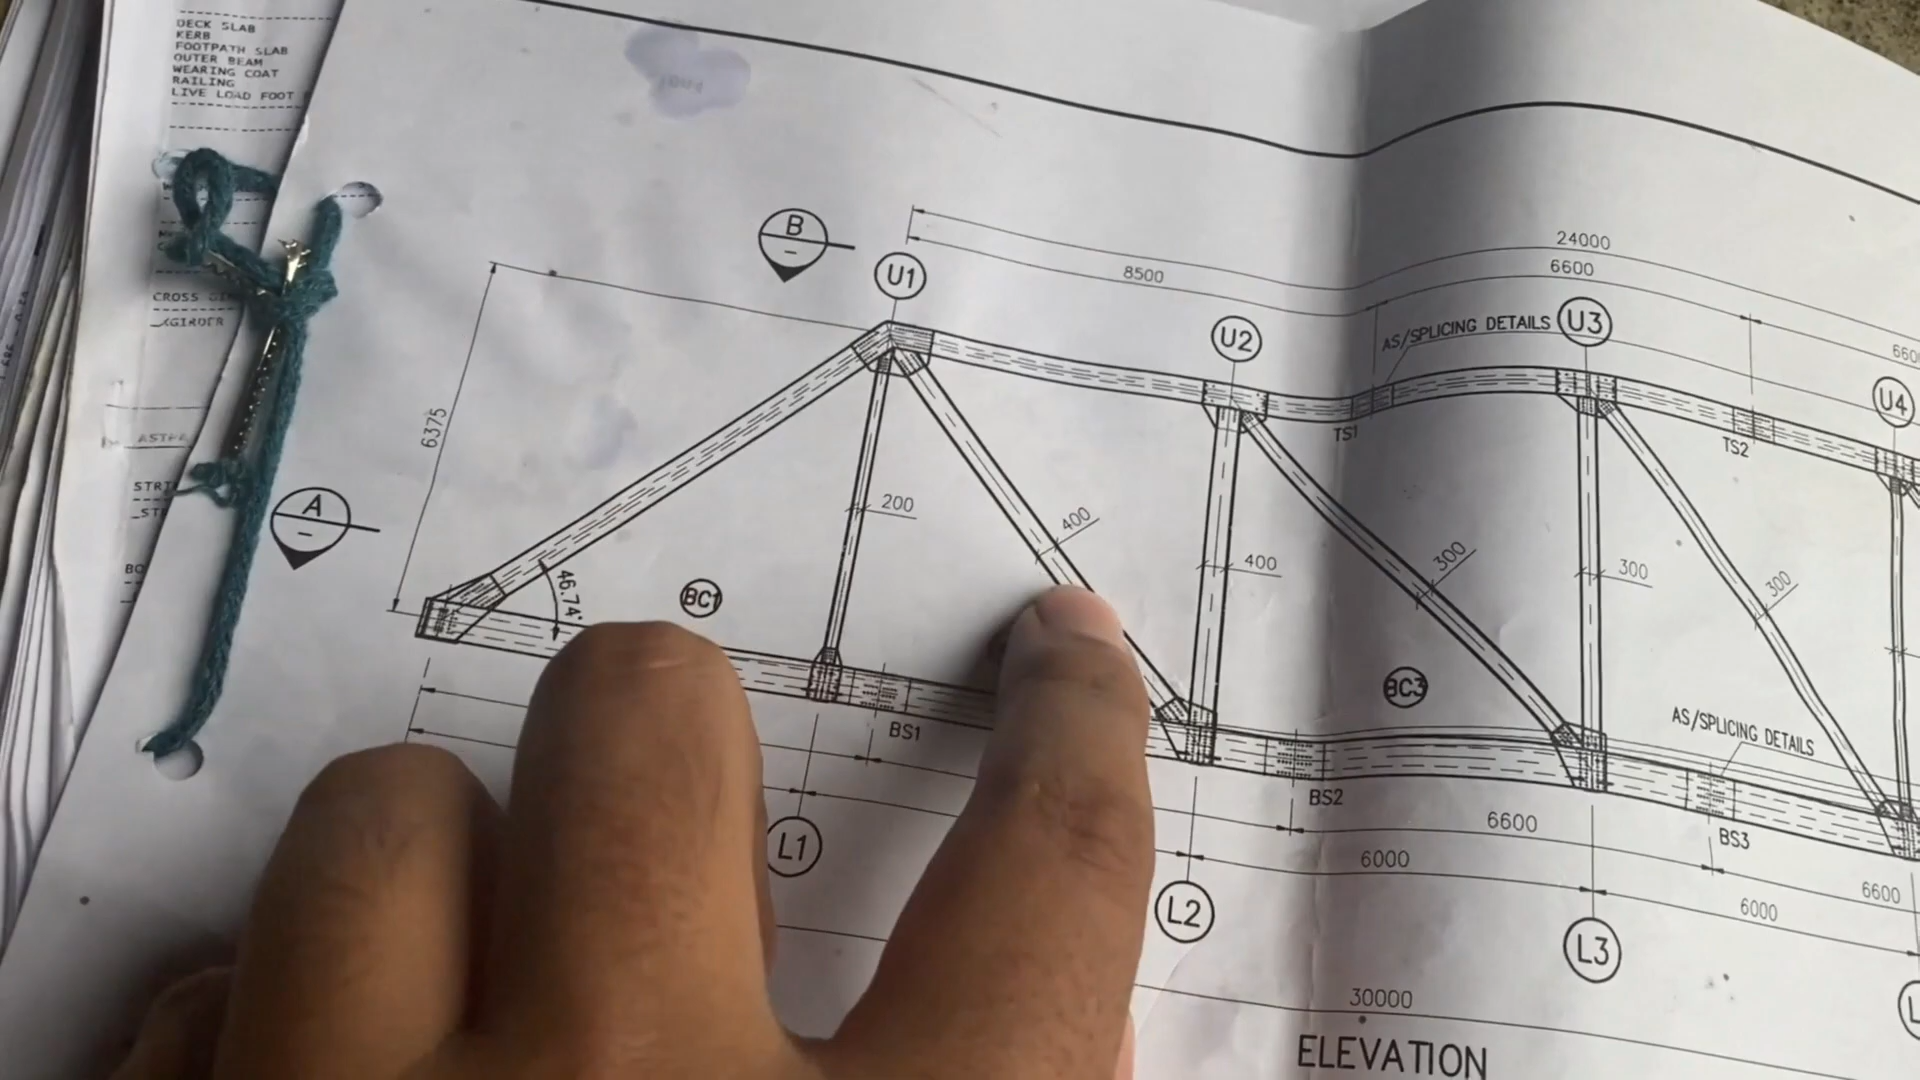 DECK SLAB
KERB
FOOTPATH SLAB
OUTER BEAM
WEARING COAT
RAILING
LIVE LOAD FOOT
CROSS
GIRDER
BO
24000
6600
8500
B
U1
U2
AS/SPLICING DETAILS
U3
U4
6375
TS1
TS2
A
200
400
400
300
300
300
46.74°
BC1
BC3
AS/SPLICING DETAILS
BS1
BS2
BS3
6600
6000
6600
6000
L1
L2
L3
30000
ELEVATION